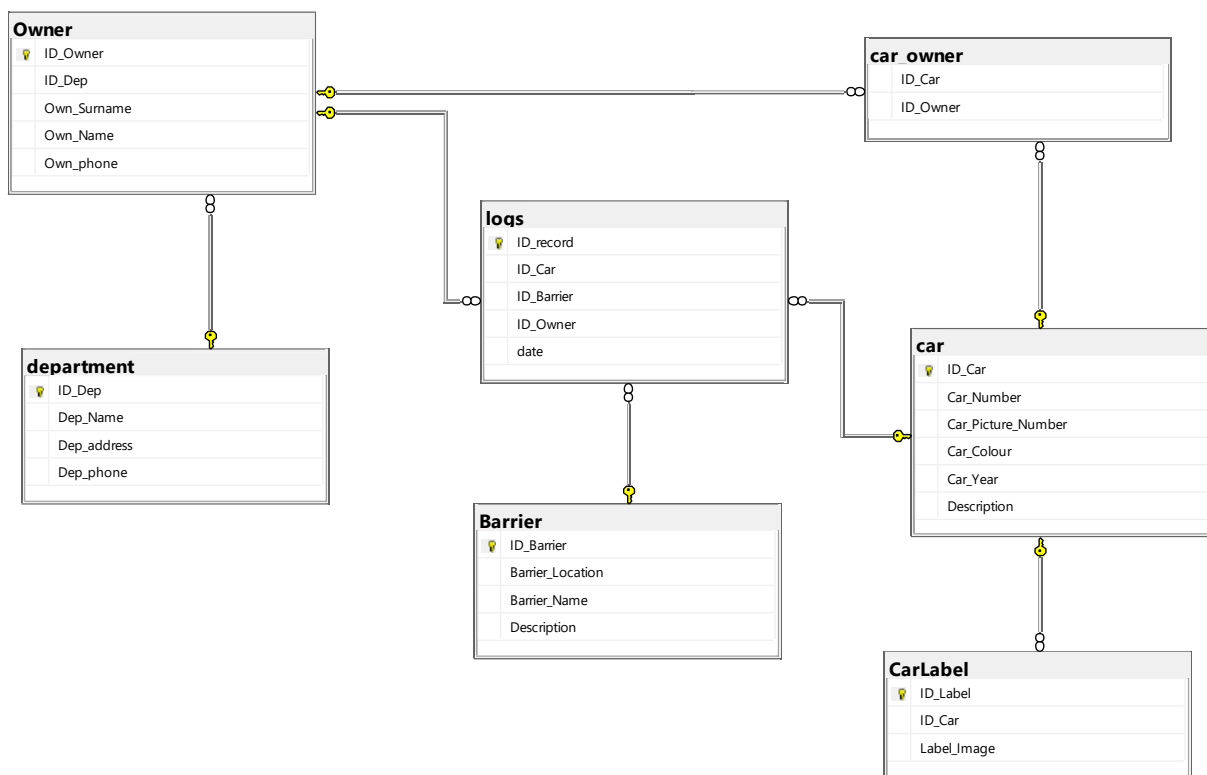 Owner
ID_Owner
ID_Dep
Own_Surname
Own_Name
Own_phone
car_owner
ID_Car
ID_Owner
logs
ID_record
ID_Car
ID_Barrier
ID_Owner
date
department
ID_Dep
Dep_Name
Dep_address
Dep_phone
car
ID_Car
Car_Number
Car_Picture_Number
Car_Colour
Car_Year
Description
Barrier
ID_Barrier
Barrier_Location
Barrier_Name
Description
CarLabel
ID_Label
ID_Car
Label_Image